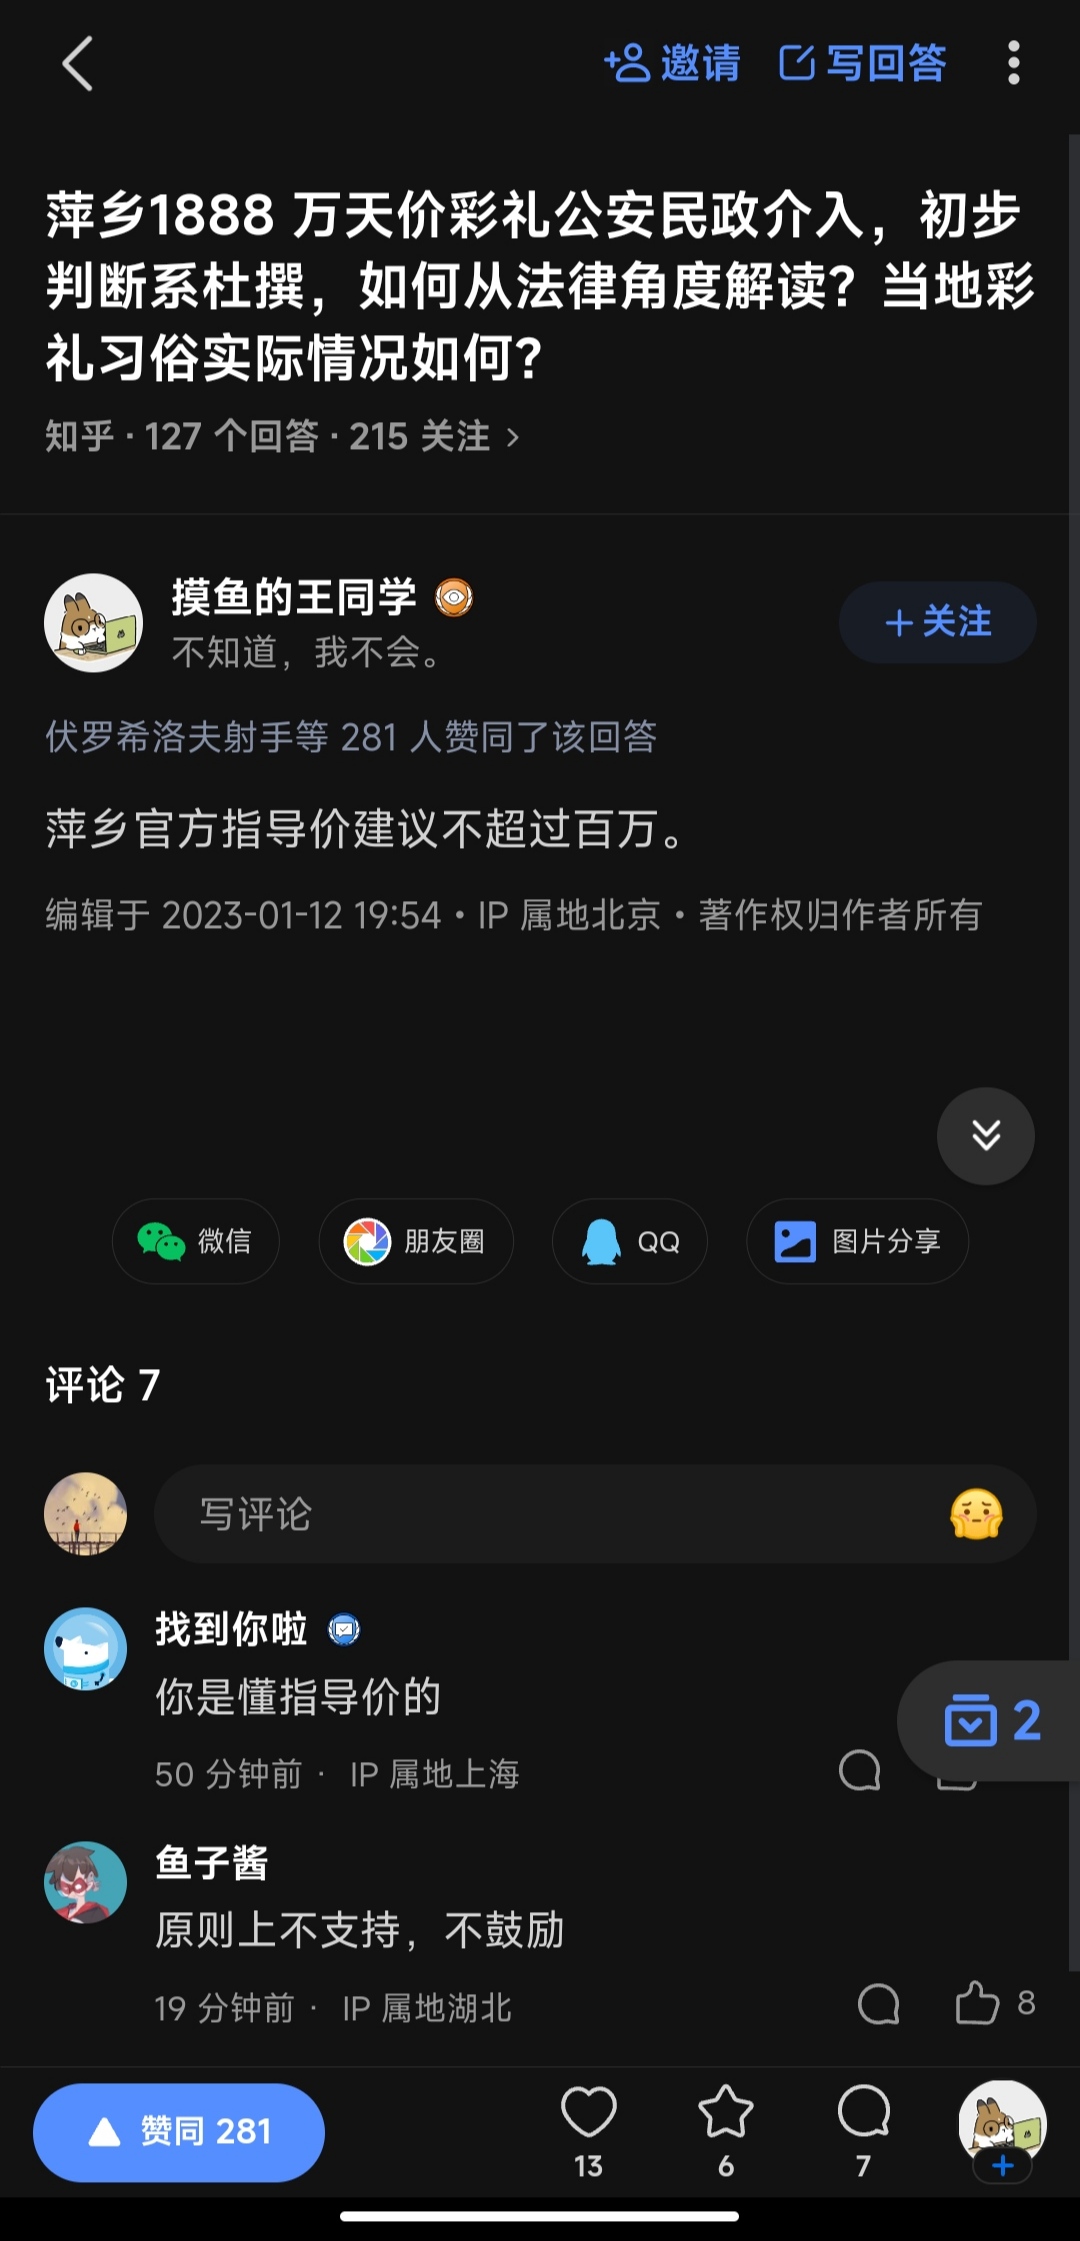 邀请 写回答
萍乡1888 万天价彩礼公安民政介入，初步
判断系杜撰，如何从法律角度解读？当地彩
礼习俗实际情况如何？
知乎 · 127 个回答 · 215 关注 >
摸鱼的王同学
不知道，我不会。
+ 关注
伏罗希洛夫射手等 281 人赞同了该回答
萍乡官方指导价建议不超过百万。
编辑于 2023-01-12 19:54 · IP 属地北京 · 著作权归作者所有
微信 朋友圈 QQ 图片分享
评论 7
写评论
找到你啦
你是懂指导价的
2
50 分钟前 · IP 属地上海
鱼子酱
原则上不支持，不鼓励
19 分钟前 · IP 属地湖北 8
赞同 281
13 6 7